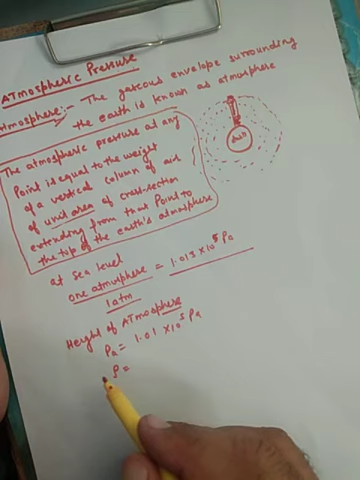 Atmospheric Pressure
Atmosphere:- The gaseous envelope surrounding
the earth is known as atmosphere
The atmospheric pressure at any
Point is equal to the weight
of a vertical column of air
of unit area of cross-section
extending from that Point to
the top of the earth's atmosphere
earth
at sea level
one atmosphere = 1.013 × 10⁵ Pa
1 atm
Height of ATmosphere
Pa = 1.01 × 10⁵ Pa
ρ =